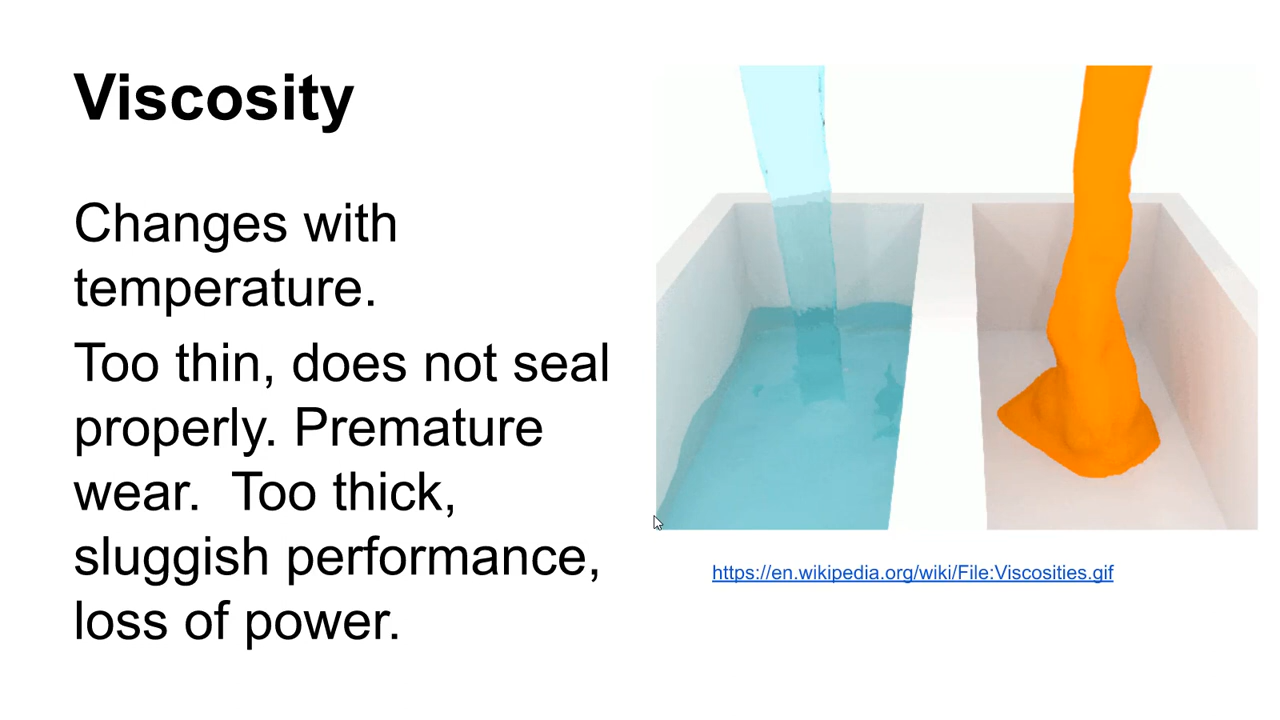 Viscosity
Changes with
temperature.
Too thin, does not seal
properly. Premature
wear.  Too thick,
sluggish performance,
loss of power.
https://en.wikipedia.org/wiki/File:Viscosities.gif